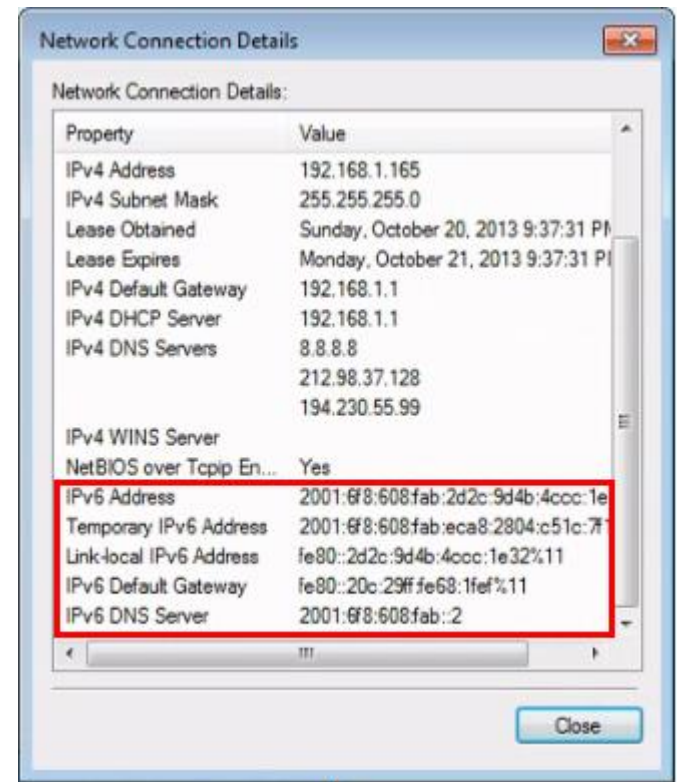 Network Connection Details
Network Connection Details:
Property Value
IPv4 Address 192.168.1.165
IPv4 Subnet Mask 255.255.255.0
Lease Obtained Sunday, October 20, 2013 9:37:31 PM
Lease Expires Monday, October 21, 2013 9:37:31 PI
IPv4 Default Gateway 192.168.1.1
IPv4 DHCP Server 192.168.1.1
IPv4 DNS Servers 8.8.8.8
212.98.37.128
194.230.55.99
IPv4 WINS Server
NetBIOS over Tcpip En... Yes
IPv6 Address 2001:6f8:608:fab:2d2c:9d4b:4ccc:1e
Temporary IPv6 Address 2001:6f8:608:fab:eca8:2804:c51c:7f1
Link-local IPv6 Address fe80::2d2c:9d4b:4ccc:1e32%11
IPv6 Default Gateway fe80::20c:29ff:fe68:1fef%11
IPv6 DNS Server 2001:6f8:608:fab::2
Close